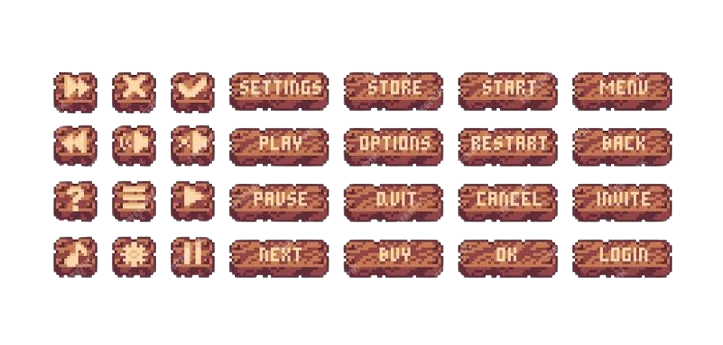 SETTINGS STORE START MENU
PLAY OPTIONS RESTART BACK
? PAUSE QUIT CANCEL INVITE
NEXT BUY OK LOGIN